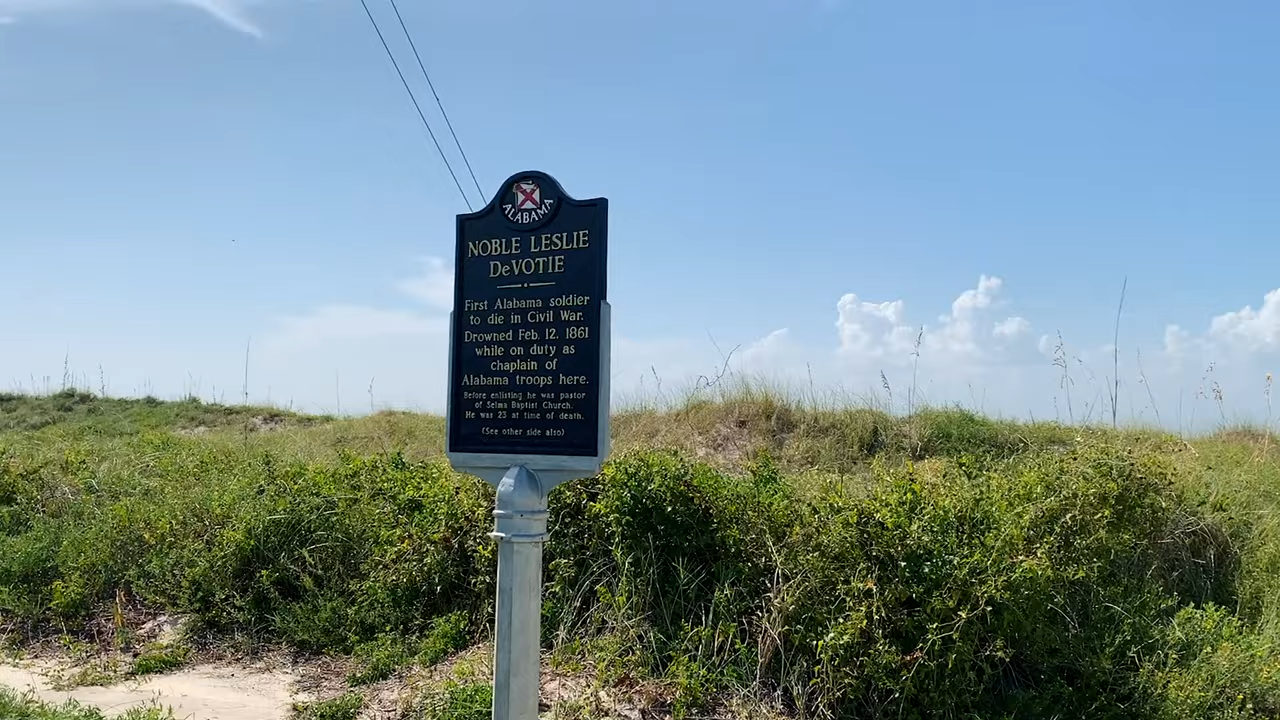 ALABAMA
NOBLE LESLIE
DeVOTIE
First Alabama soldier
to die in Civil War.
Drowned Feb. 12, 1861
while on duty as
chaplain of
Alabama troops here.
Before enlisting he was pastor
of Selma Baptist Church.
He was 23 at time of death.
(See other side also)